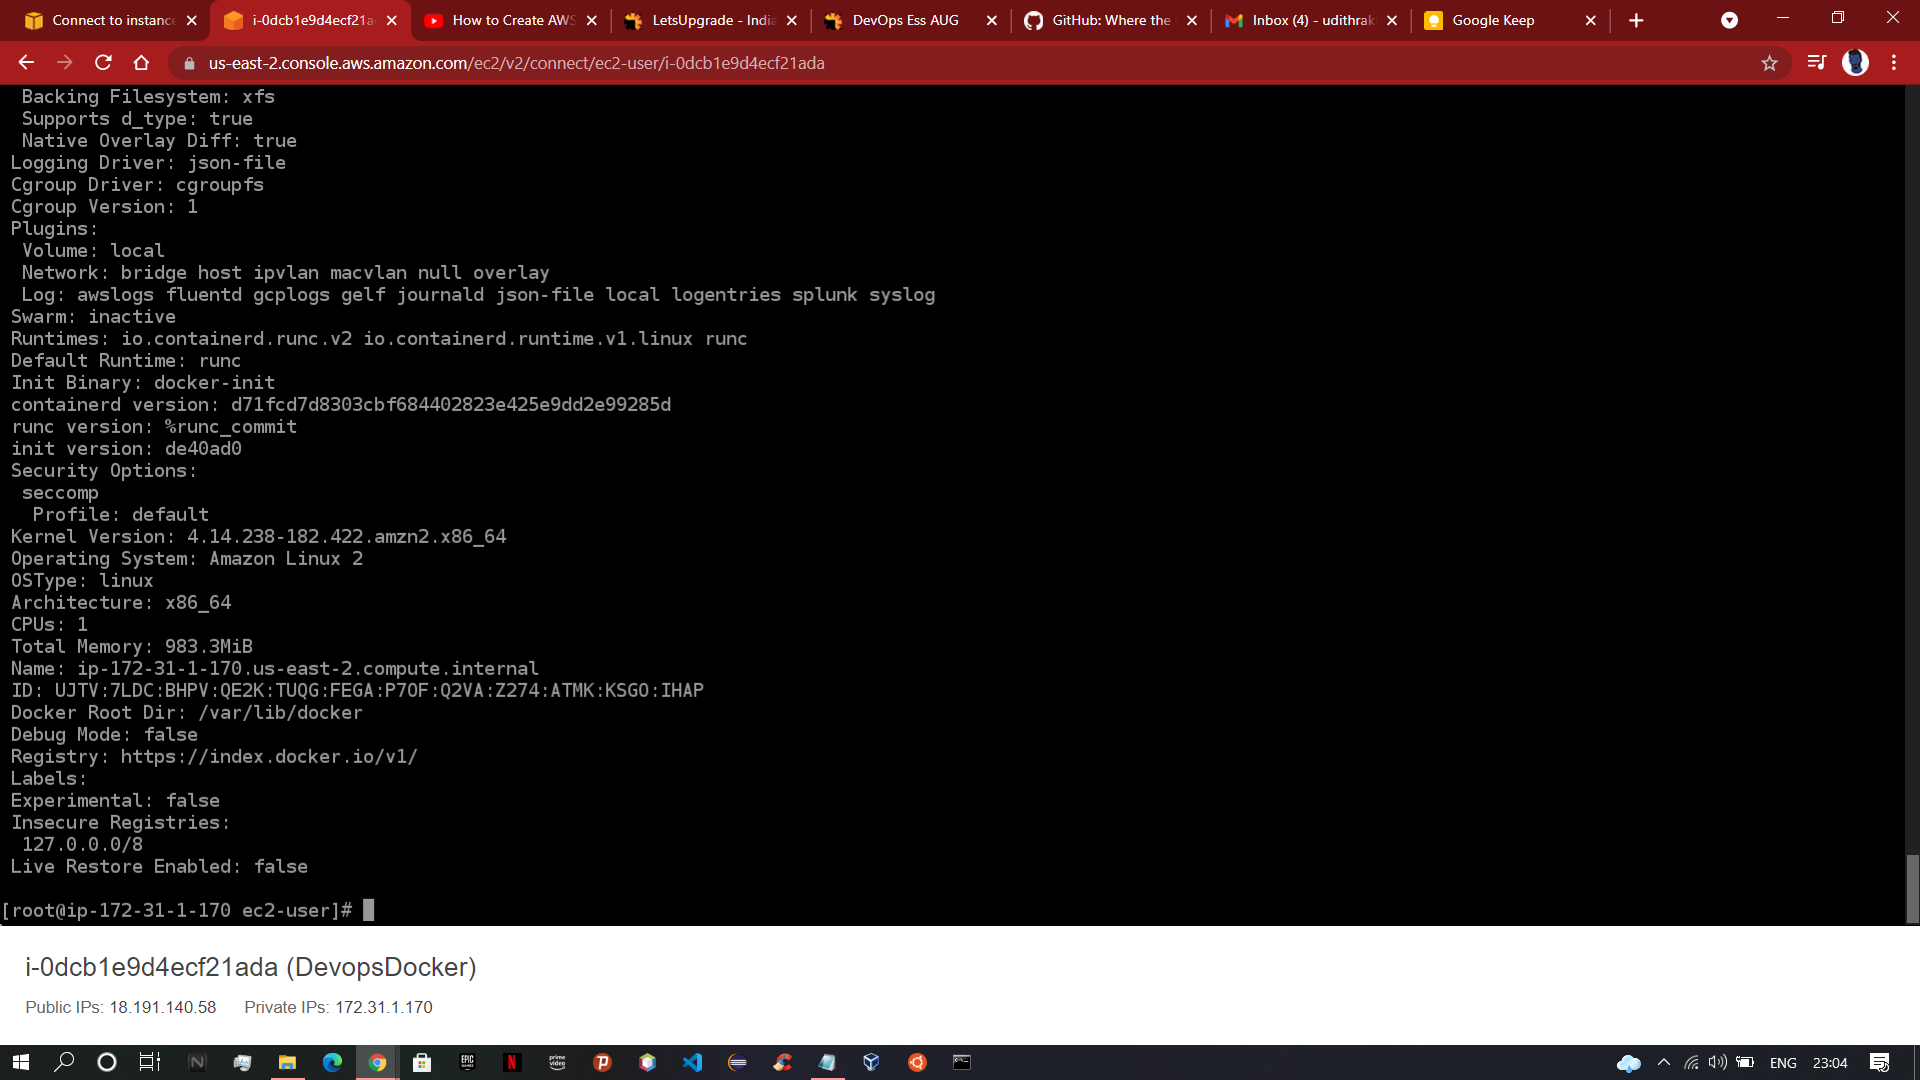 Connect to instance
i-0dcb1e9d4ecf21a
How to Create AWS
LetsUpgrade - India
DevOps Ess AUG
GitHub: Where the
Inbox (4) - udithrak
Google Keep
us-east-2.console.aws.amazon.com/ec2/v2/connect/ec2-user/i-0dcb1e9d4ecf21ada
Backing Filesystem: xfs
Supports d_type: true
Native Overlay Diff: true
Logging Driver: json-file
Cgroup Driver: cgroupfs
Cgroup Version: 1
Plugins:
Volume: local
Network: bridge host ipvlan macvlan null overlay
Log: awslogs fluentd gcplogs gelf journald json-file local logentries splunk syslog
Swarm: inactive
Runtimes: io.containerd.runc.v2 io.containerd.runtime.v1.linux runc
Default Runtime: runc
Init Binary: docker-init
containerd version: d71fcd7d8303cbf684402823e425e9dd2e99285d
runc version: %runc_commit
init version: de40ad0
Security Options:
seccomp
Profile: default
Kernel Version: 4.14.238-182.422.amzn2.x86_64
Operating System: Amazon Linux 2
OSType: linux
Architecture: x86_64
CPUs: 1
Total Memory: 983.3MiB
Name: ip-172-31-1-170.us-east-2.compute.internal
ID: UJTV:7LDC:BHPV:QE2K:TUQG:FEGA:P7OF:Q2VA:Z274:ATMK:KSGO:IHAP
Docker Root Dir: /var/lib/docker
Debug Mode: false
Registry: https://index.docker.io/v1/
Labels:
Experimental: false
Insecure Registries:
127.0.0.0/8
Live Restore Enabled: false
[root@ip-172-31-1-170 ec2-user]#
i-0dcb1e9d4ecf21ada (DevopsDocker)
Public IPs: 18.191.140.58 Private IPs: 172.31.1.170
ENG 23:04